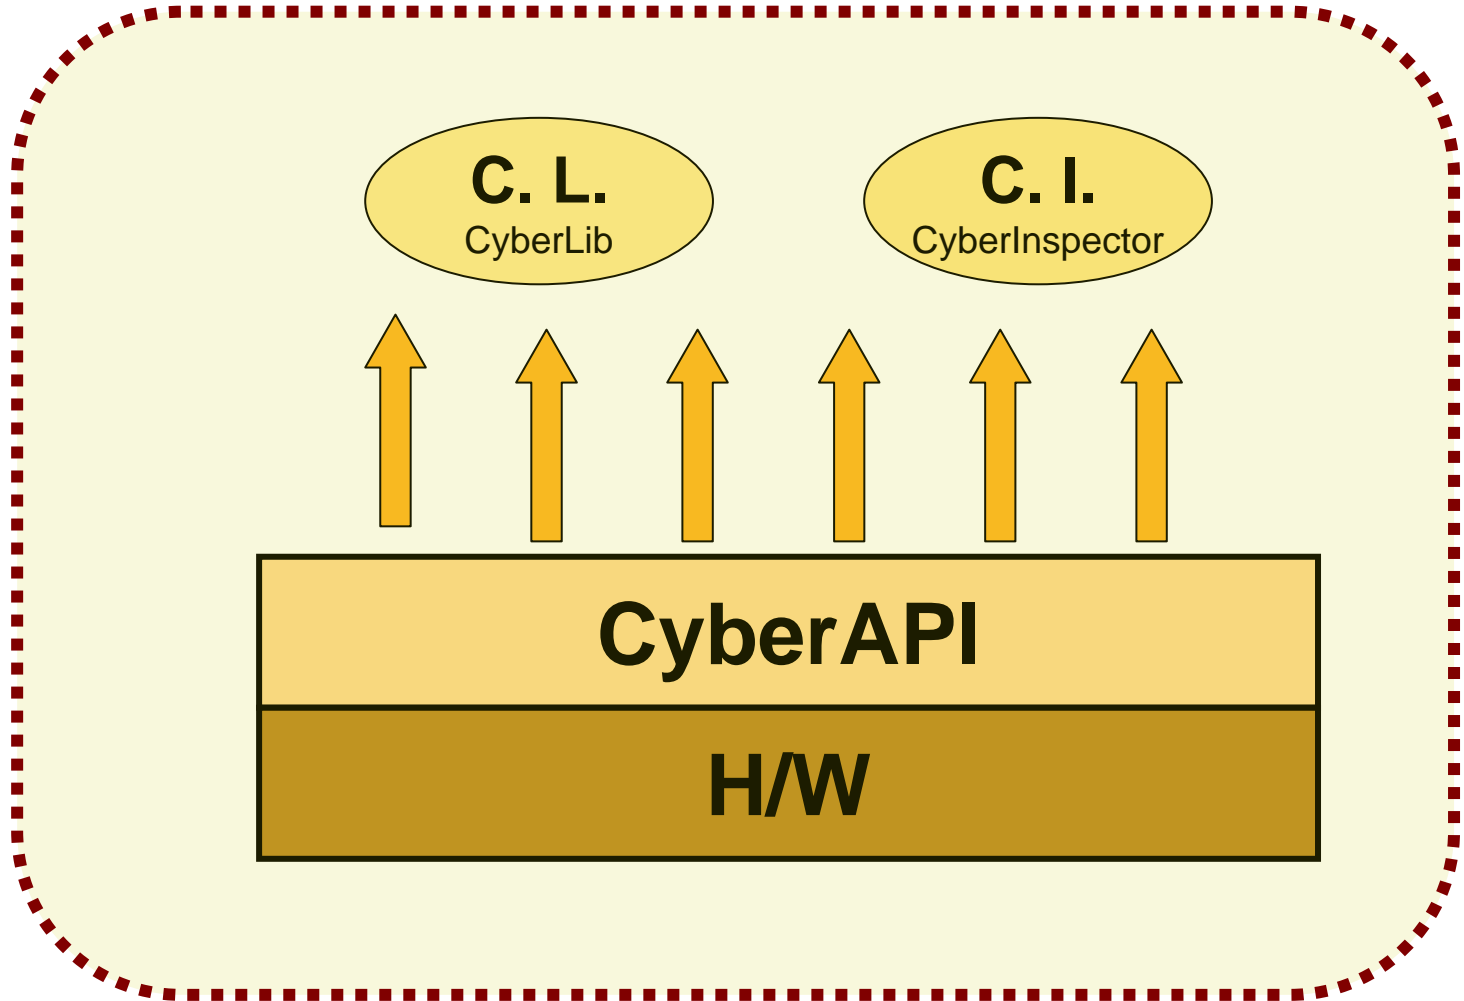 C. L.
CyberLib
C. I.
CyberInspector
CyberAPI
H/W